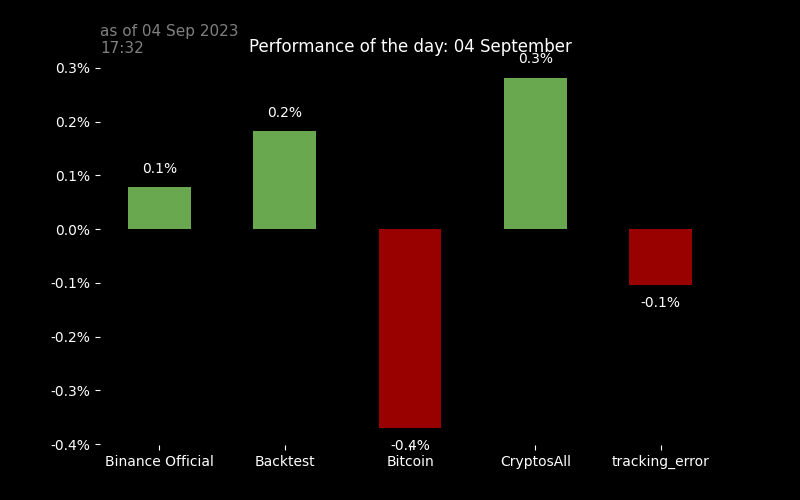 as of 04 Sep 2023
17:32
Performance of the day: 04 September
0.3%
0.3%
0.2%
0.2%
0.1%
0.1%
0.0%
-0.1%
-0.1%
-0.2%
-0.3%
-0.4%
-0.4%
Binance Official
Backtest
Bitcoin
CryptosAll
tracking_error